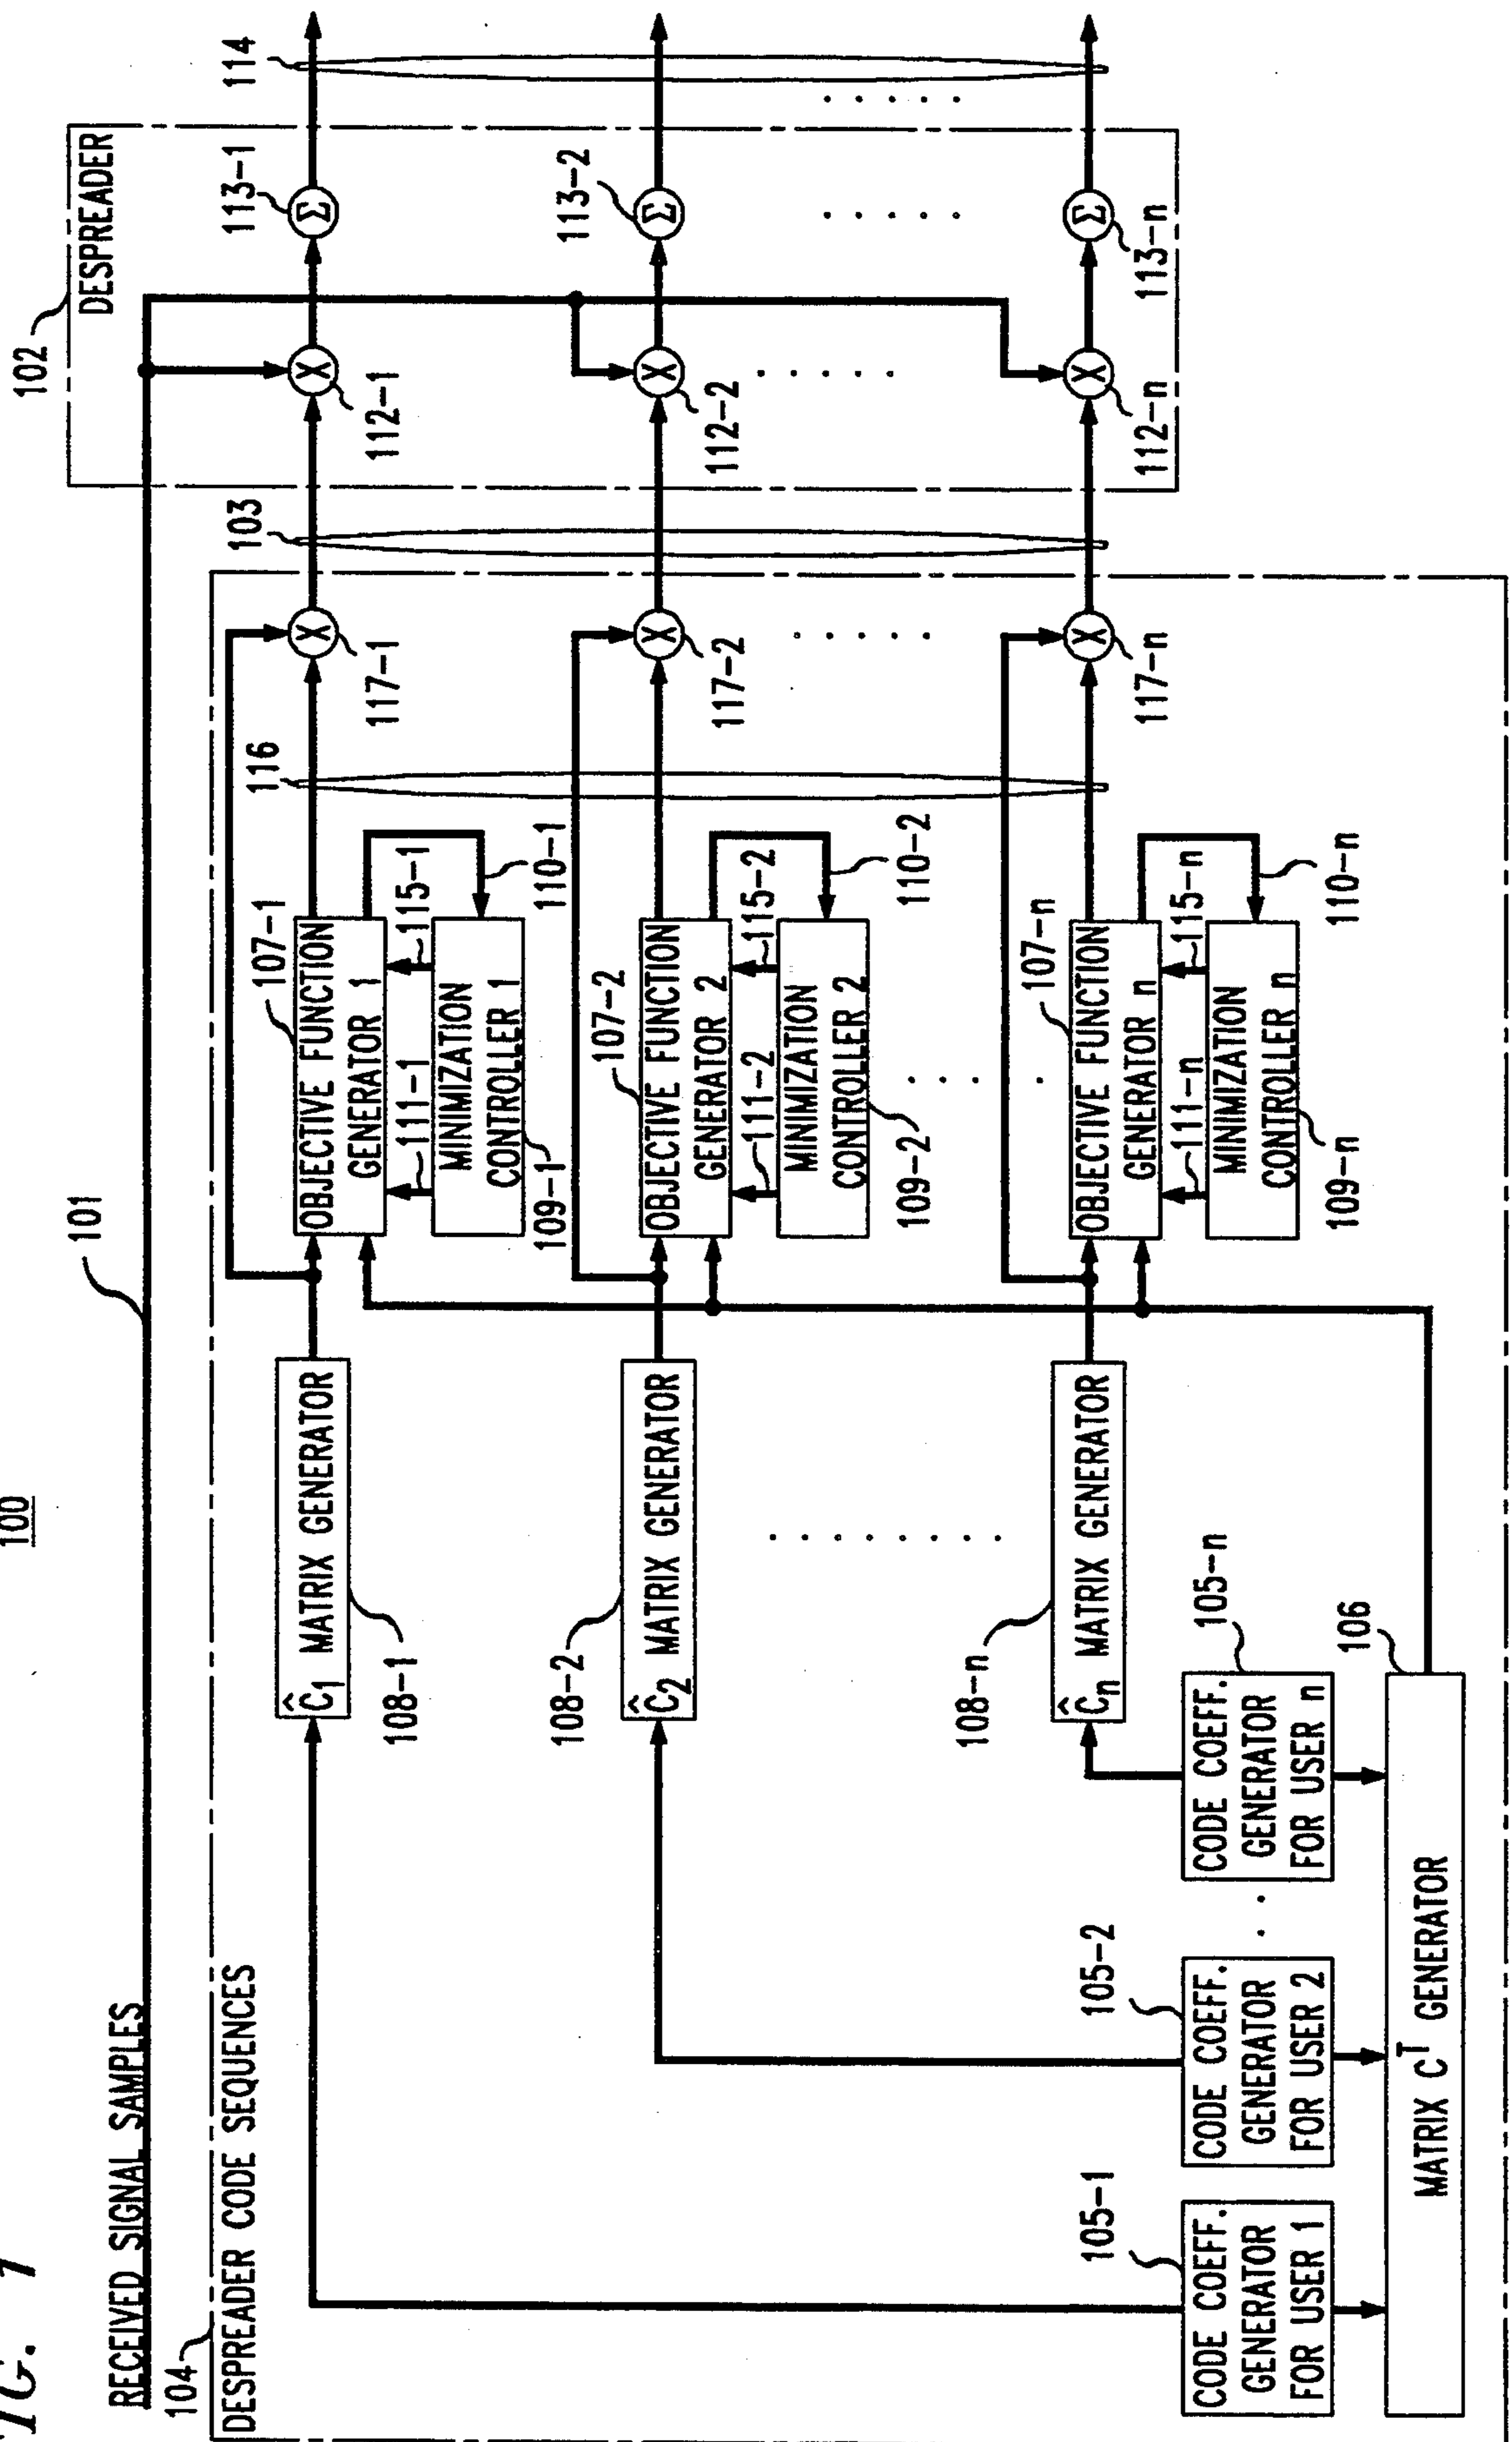 FIG. 1
100
RECEIVED SIGNAL SAMPLES
101
102
DESPREADER
104
DESPREADER CODE SEQUENCES
Ĉ1 MATRIX GENERATOR
108-1
OBJECTIVE FUNCTION
GENERATOR 1
107-1
111-1
115-1
MINIMIZATION
CONTROLLER 1
109-1
110-1
116
X
117-1
103
X
112-1
Σ
113-1
114
Ĉ2 MATRIX GENERATOR
108-2
OBJECTIVE FUNCTION
GENERATOR 2
107-2
111-2
115-2
MINIMIZATION
CONTROLLER 2
109-2
110-2
X
117-2
X
112-2
Σ
113-2
Ĉn MATRIX GENERATOR
108-n
OBJECTIVE FUNCTION
GENERATOR n
107-n
111-n
115-n
MINIMIZATION
CONTROLLER n
109-n
110-n
X
117-n
X
112-n
Σ
113-n
CODE COEFF.
GENERATOR
FOR USER 1
105-1
CODE COEFF.
GENERATOR
FOR USER 2
105-2
CODE COEFF.
GENERATOR
FOR USER n
105-n
MATRIX C^T GENERATOR
106